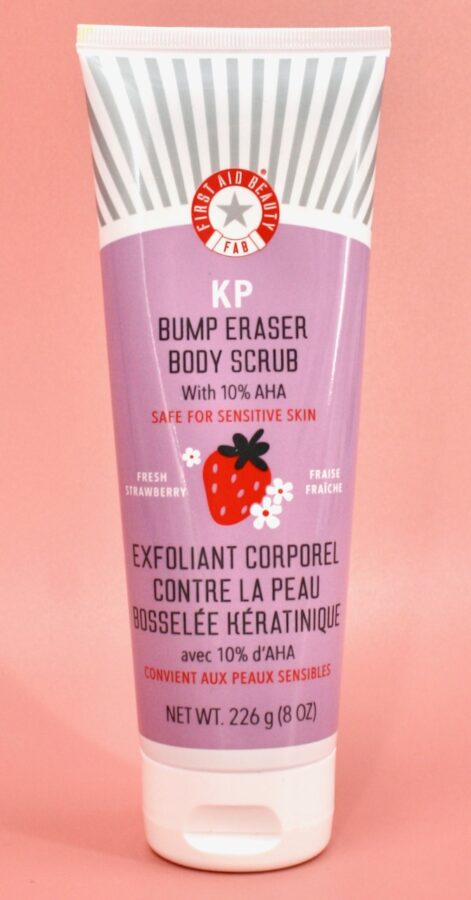 FIRST AID BEAUTY
FAB
KP
BUMP ERASER
BODY SCRUB
With 10% AHA
SAFE FOR SENSITIVE SKIN
FRESH
STRAWBERRY
FRAISE
FRAÎCHE
EXFOLIANT CORPOREL
CONTRE LA PEAU
BOSSELÉE KÉRATINIQUE
avec 10% d'AHA
CONVIENT AUX PEAUX SENSIBLES
NET WT. 226 g (8 OZ)